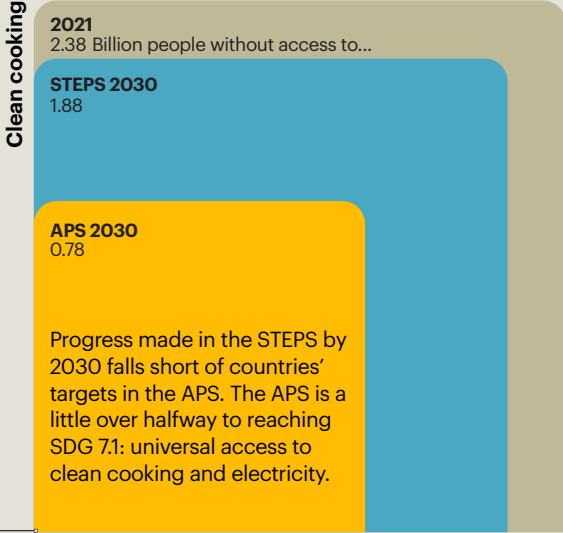 Clean cooking
2021
2.38 Billion people without access to...
STEPS 2030
1.88
APS 2030
0.78
Progress made in the STEPS by
2030 falls short of countries’
targets in the APS. The APS is a
little over halfway to reaching
SDG 7.1: universal access to
clean cooking and electricity.